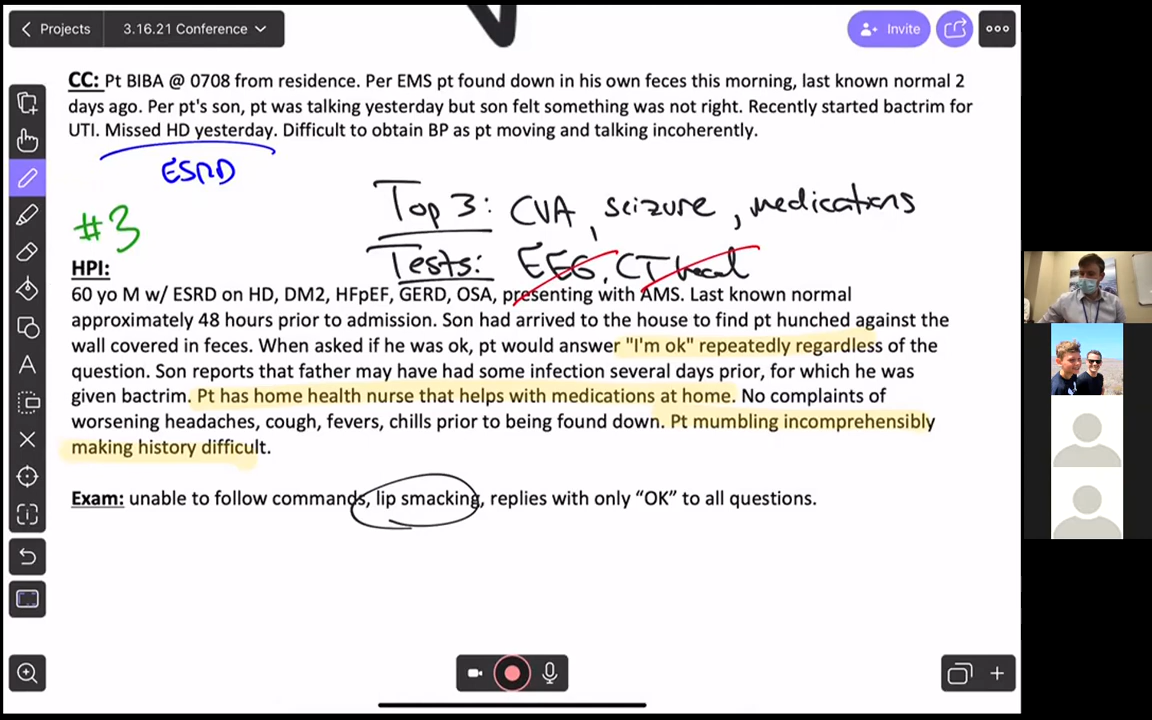 Projects
3.16.21 Conference
Invite
CC: Pt BIBA @ 0708 from residence. Per EMS pt found down in his own feces this morning, last known normal 2
days ago. Per pt's son, pt was talking yesterday but son felt something was not right. Recently started bactrim for
UTI. Missed HD yesterday. Difficult to obtain BP as pt moving and talking incoherently.
ESRD
Top 3: CVA, seizure, medications
#3
Tests: EEG, CT head
HPI:
60 yo M w/ ESRD on HD, DM2, HFpEF, GERD, OSA, presenting with AMS. Last known normal
approximately 48 hours prior to admission. Son had arrived to the house to find pt hunched against the
wall covered in feces. When asked if he was ok, pt would answer "I'm ok" repeatedly regardless of the
question. Son reports that father may have had some infection several days prior, for which he was
given bactrim. Pt has home health nurse that helps with medications at home. No complaints of
worsening headaches, cough, fevers, chills prior to being found down. Pt mumbling incomprehensibly
making history difficult.
Exam: unable to follow commands, lip smacking, replies with only “OK” to all questions.